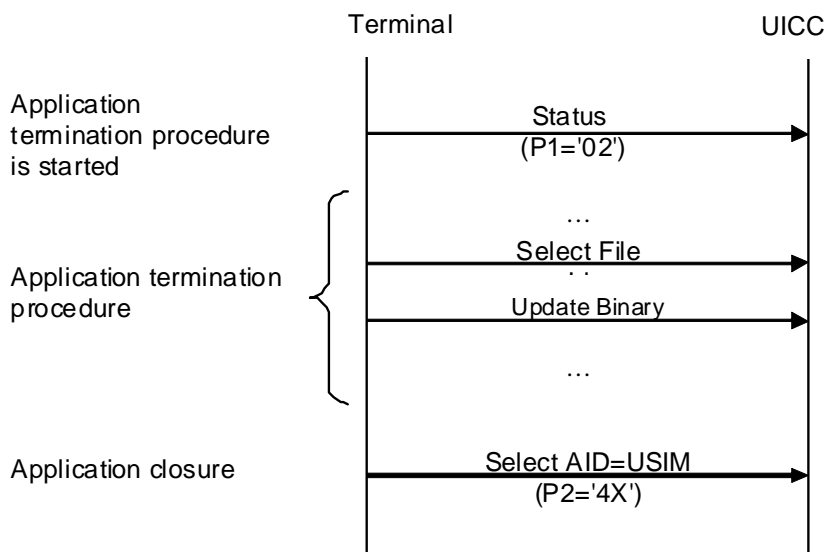 Terminal
UICC
Application
termination procedure
is started
Status
(P1='02')
...
Select File
. .
Application termination
procedure
Update Binary
...
Application closure
Select AID=USIM
(P2='4X')